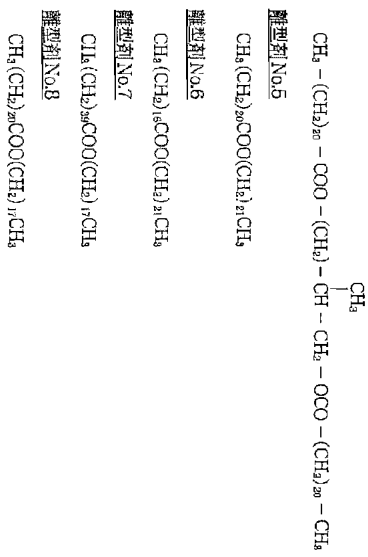 CH₃
CH₃ − (CH₂)₂₀ − COO − (CH₂) − CH − CH₂ − OCO − (CH₂)₂₀ − CH₃
離型剤No.5
CH₃(CH₂)₂₀COO(CH₂)₂₁CH₃
離型剤No.6
CH₃(CH₂)₁₆COO(CH₂)₂₁CH₃
離型剤No.7
CH₃(CH₂)₃₉COO(CH₂)₁₇CH₃
離型剤No.8
CH₃(CH₂)₂₀COO(CH₂)₁₇CH₃